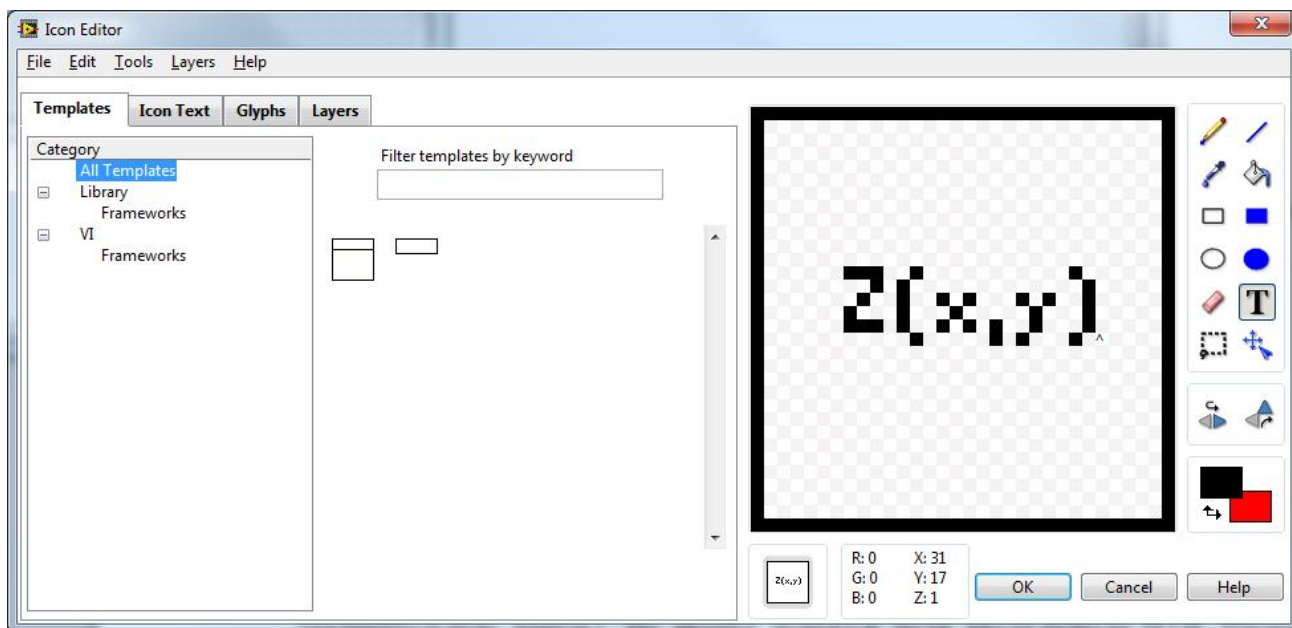 Icon Editor
File Edit Tools Layers Help
Templates Icon Text Glyphs Layers
Category
All Templates
Library
Frameworks
VI
Frameworks
Filter templates by keyword
Z(x,y)
T
Z(x,y)
R: 0 X: 31
G: 0 Y: 17
B: 0 Z: 1
OK Cancel Help